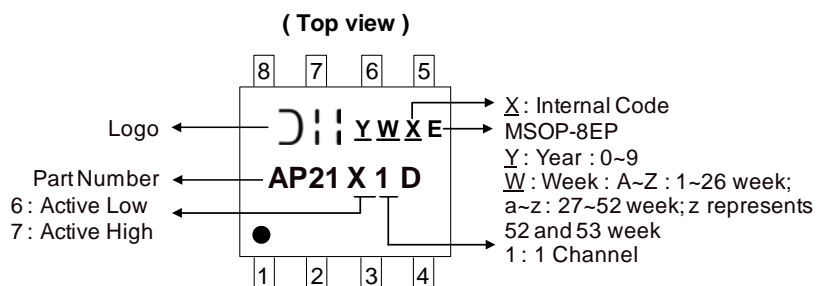 ( Top view )
8 7 6 5
Logo
Y W X E
X : Internal Code
MSOP-8EP
Y : Year : 0~9
W : Week : A~Z : 1~26 week;
a~z : 27~52 week; z represents
52 and 53 week
1 : 1 Channel
Part Number
AP21 X 1 D
6 : Active Low
7 : Active High
1 2 3 4